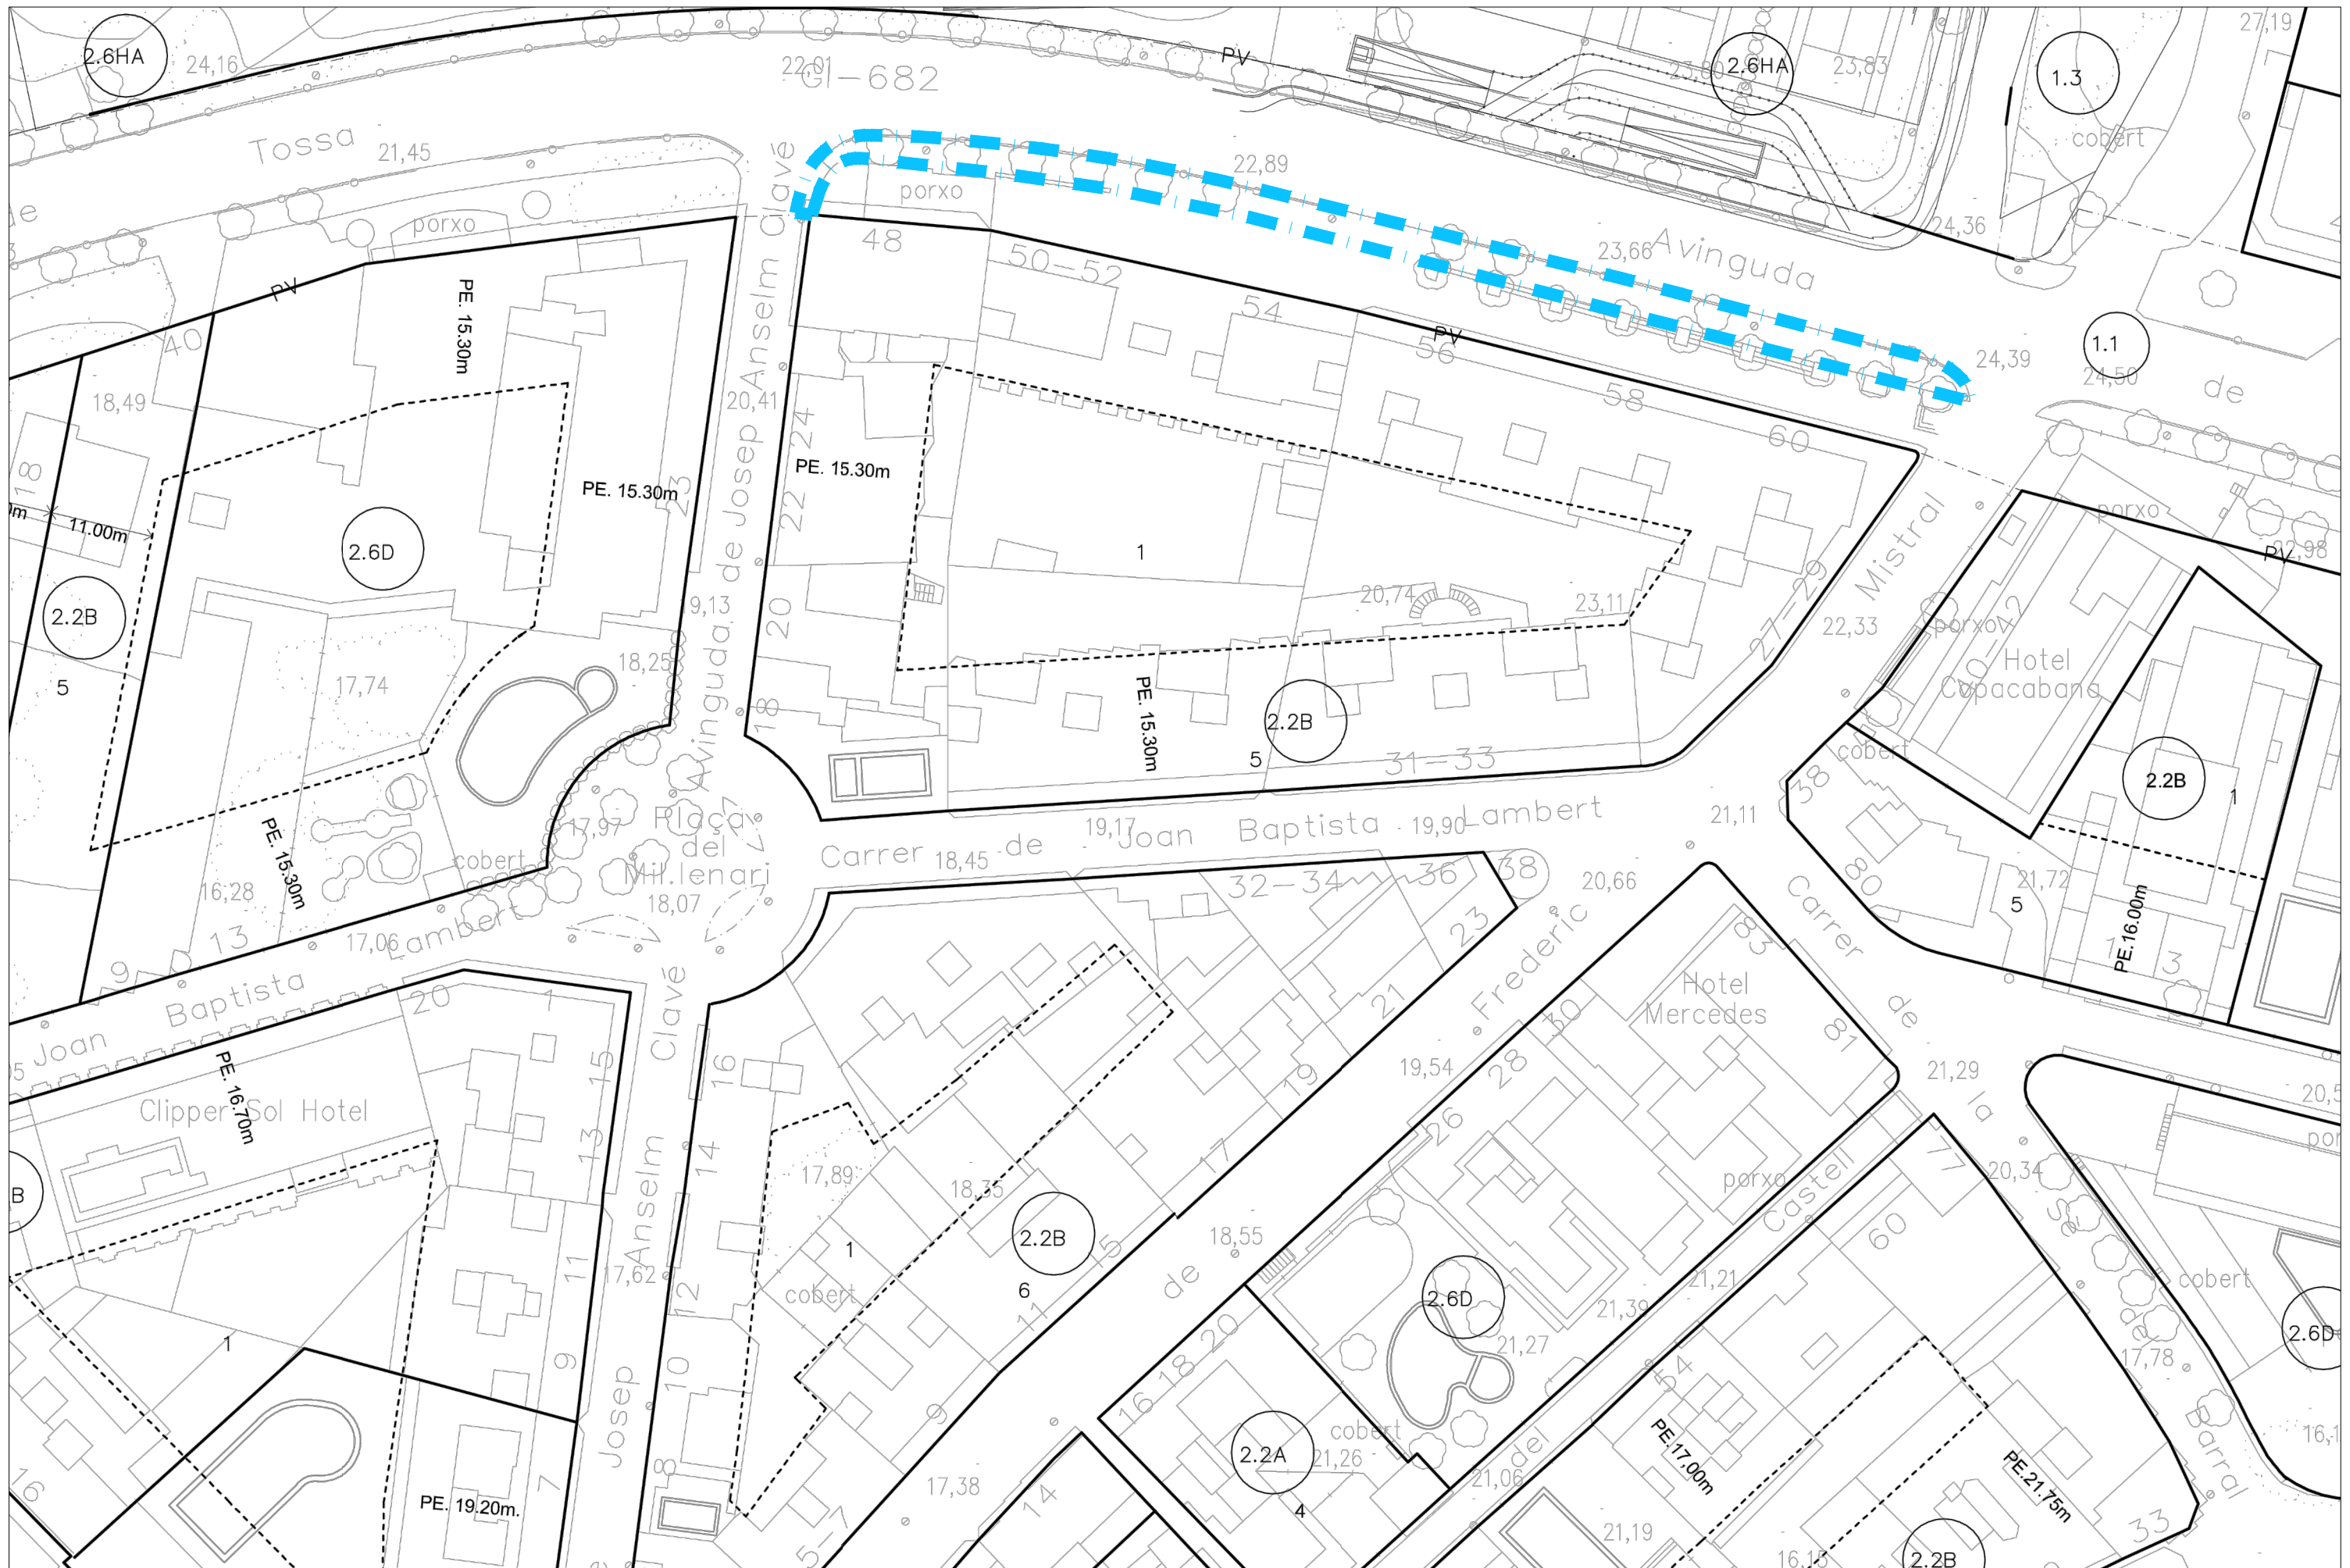 2.6HA
24,16
22,01
GI-682
PV
23,80
2.6HA
23,83
1.3
27,19
cobert
Tossa
21,45
22,89
porxo
porxo
24,36
de
48
50-52
23,66
Avinguda
PV
54
PV
56
24,39
1.1
24,50
de
40
PE. 15.30m
18,49
20,41
58
60
18
24
PE. 15.30m
PE. 15.30m
23
22
Avinguda de Josep Anselm Clavé
11.00m
2.6D
1
Mistral
porxo
PV
22,98
2.2B
19,13
20
20,74
23,11
27-29
22,33
porxo
Hotel
Copacabana
5
17,74
18,25
18
PE. 15.30m
2.2B
5
31-33
cobert
38
2.2B
1
17,97
Plaça
del
Mil.lenari
18,07
Carrer de Joan Baptista Lambert
18,45
19,17
19,90
21,11
PE. 15.30m
cobert
16,28
13
9
17,06
32-34
36
38
20,66
80
21,72
5
PE.16.00m
1
3
Joan Baptista Lambert
20
1
23
21
Frederic
83
Hotel
Mercedes
Carrer de la
81
15
Clavé
16
19
19,54
28
30
21,29
Clipper Sol Hotel
PE. 16.70m
13
14
17
26
77
20,34
17,89
18,35
porxo
Castell
60
B
11
Anselm
17,62
12
1
cobert
2.2B
6
15
11
18,55
de
2.6D
21,39
21,21
21,27
cobert
2.6D
1
9
10
20
18
16
54
17,78
Josep
9
2.2A
4
cobert
21,26
del
21,06
PE.17,00m
PE.21.75m
Barral
16
PE. 19.20m.
7
8
5-7
17,38
14
21,19
16,15
2.2B
33